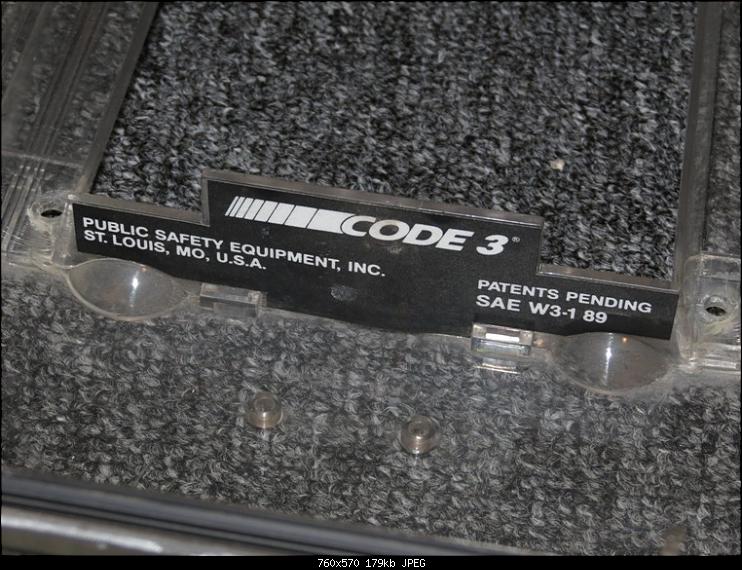 CODE 3®
PUBLIC SAFETY EQUIPMENT, INC.
ST. LOUIS, MO, U.S.A.
PATENTS PENDING
SAE W3-1 89
760x570 179kb JPEG